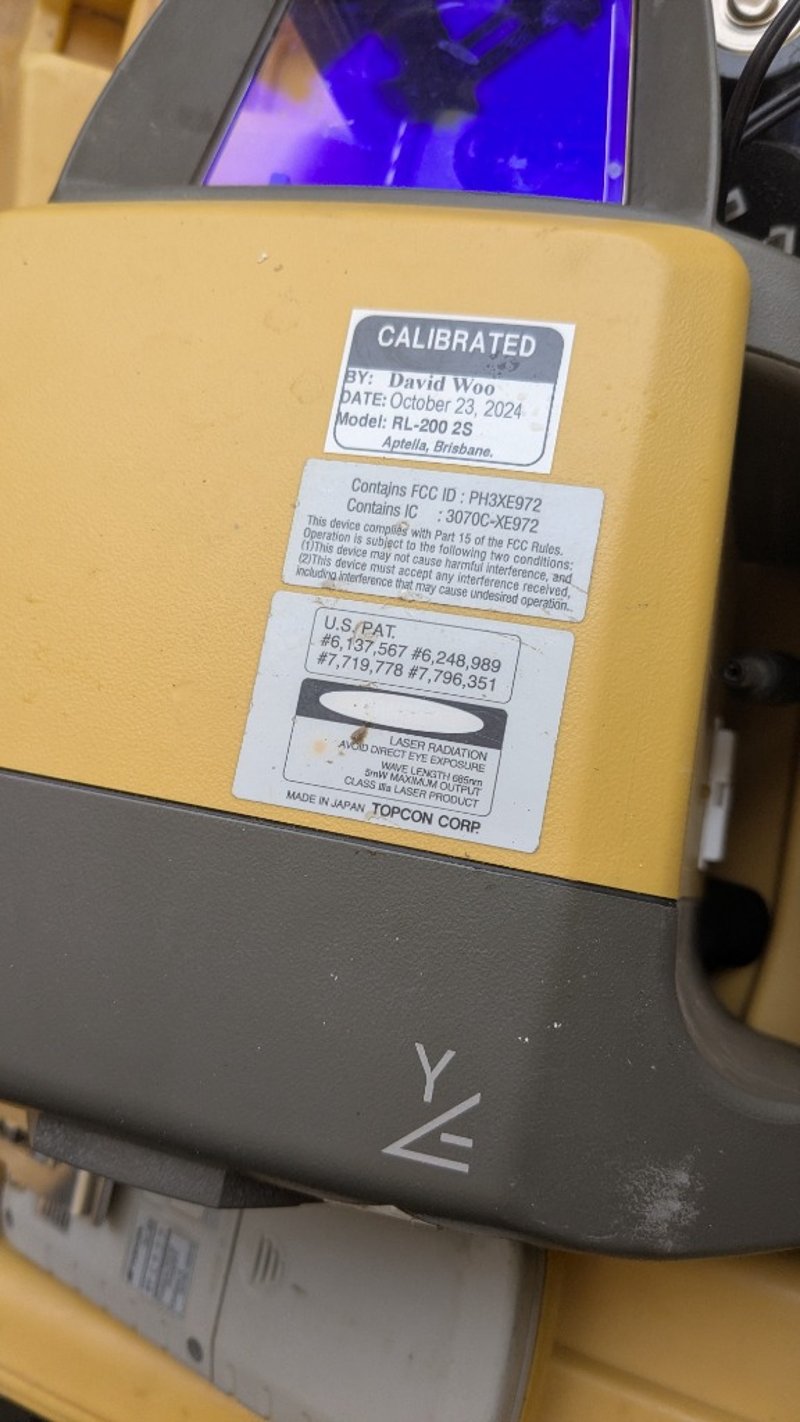 CALIBRATED
BY: David Woo
DATE: October 23, 2024
Model: RL-200 2S
Aptella, Brisbane.
Contains FCC ID : PH3XE972
Contains IC : 3070C-XE972
This device complies with Part 15 of the FCC Rules.
Operation is subject to the following two conditions:
(1)This device may not cause harmful interference, and
(2)This device must accept any interference received,
including interference that may cause undesired operation.
U.S. PAT.
#6,137,567 #6,248,989
#7,719,778 #7,796,351
LASER RADIATION
AVOID DIRECT EYE EXPOSURE
WAVE LENGTH 685nm
5mW MAXIMUM OUTPUT
CLASS IIIa LASER PRODUCT
MADE IN JAPAN TOPCON CORP.
Y